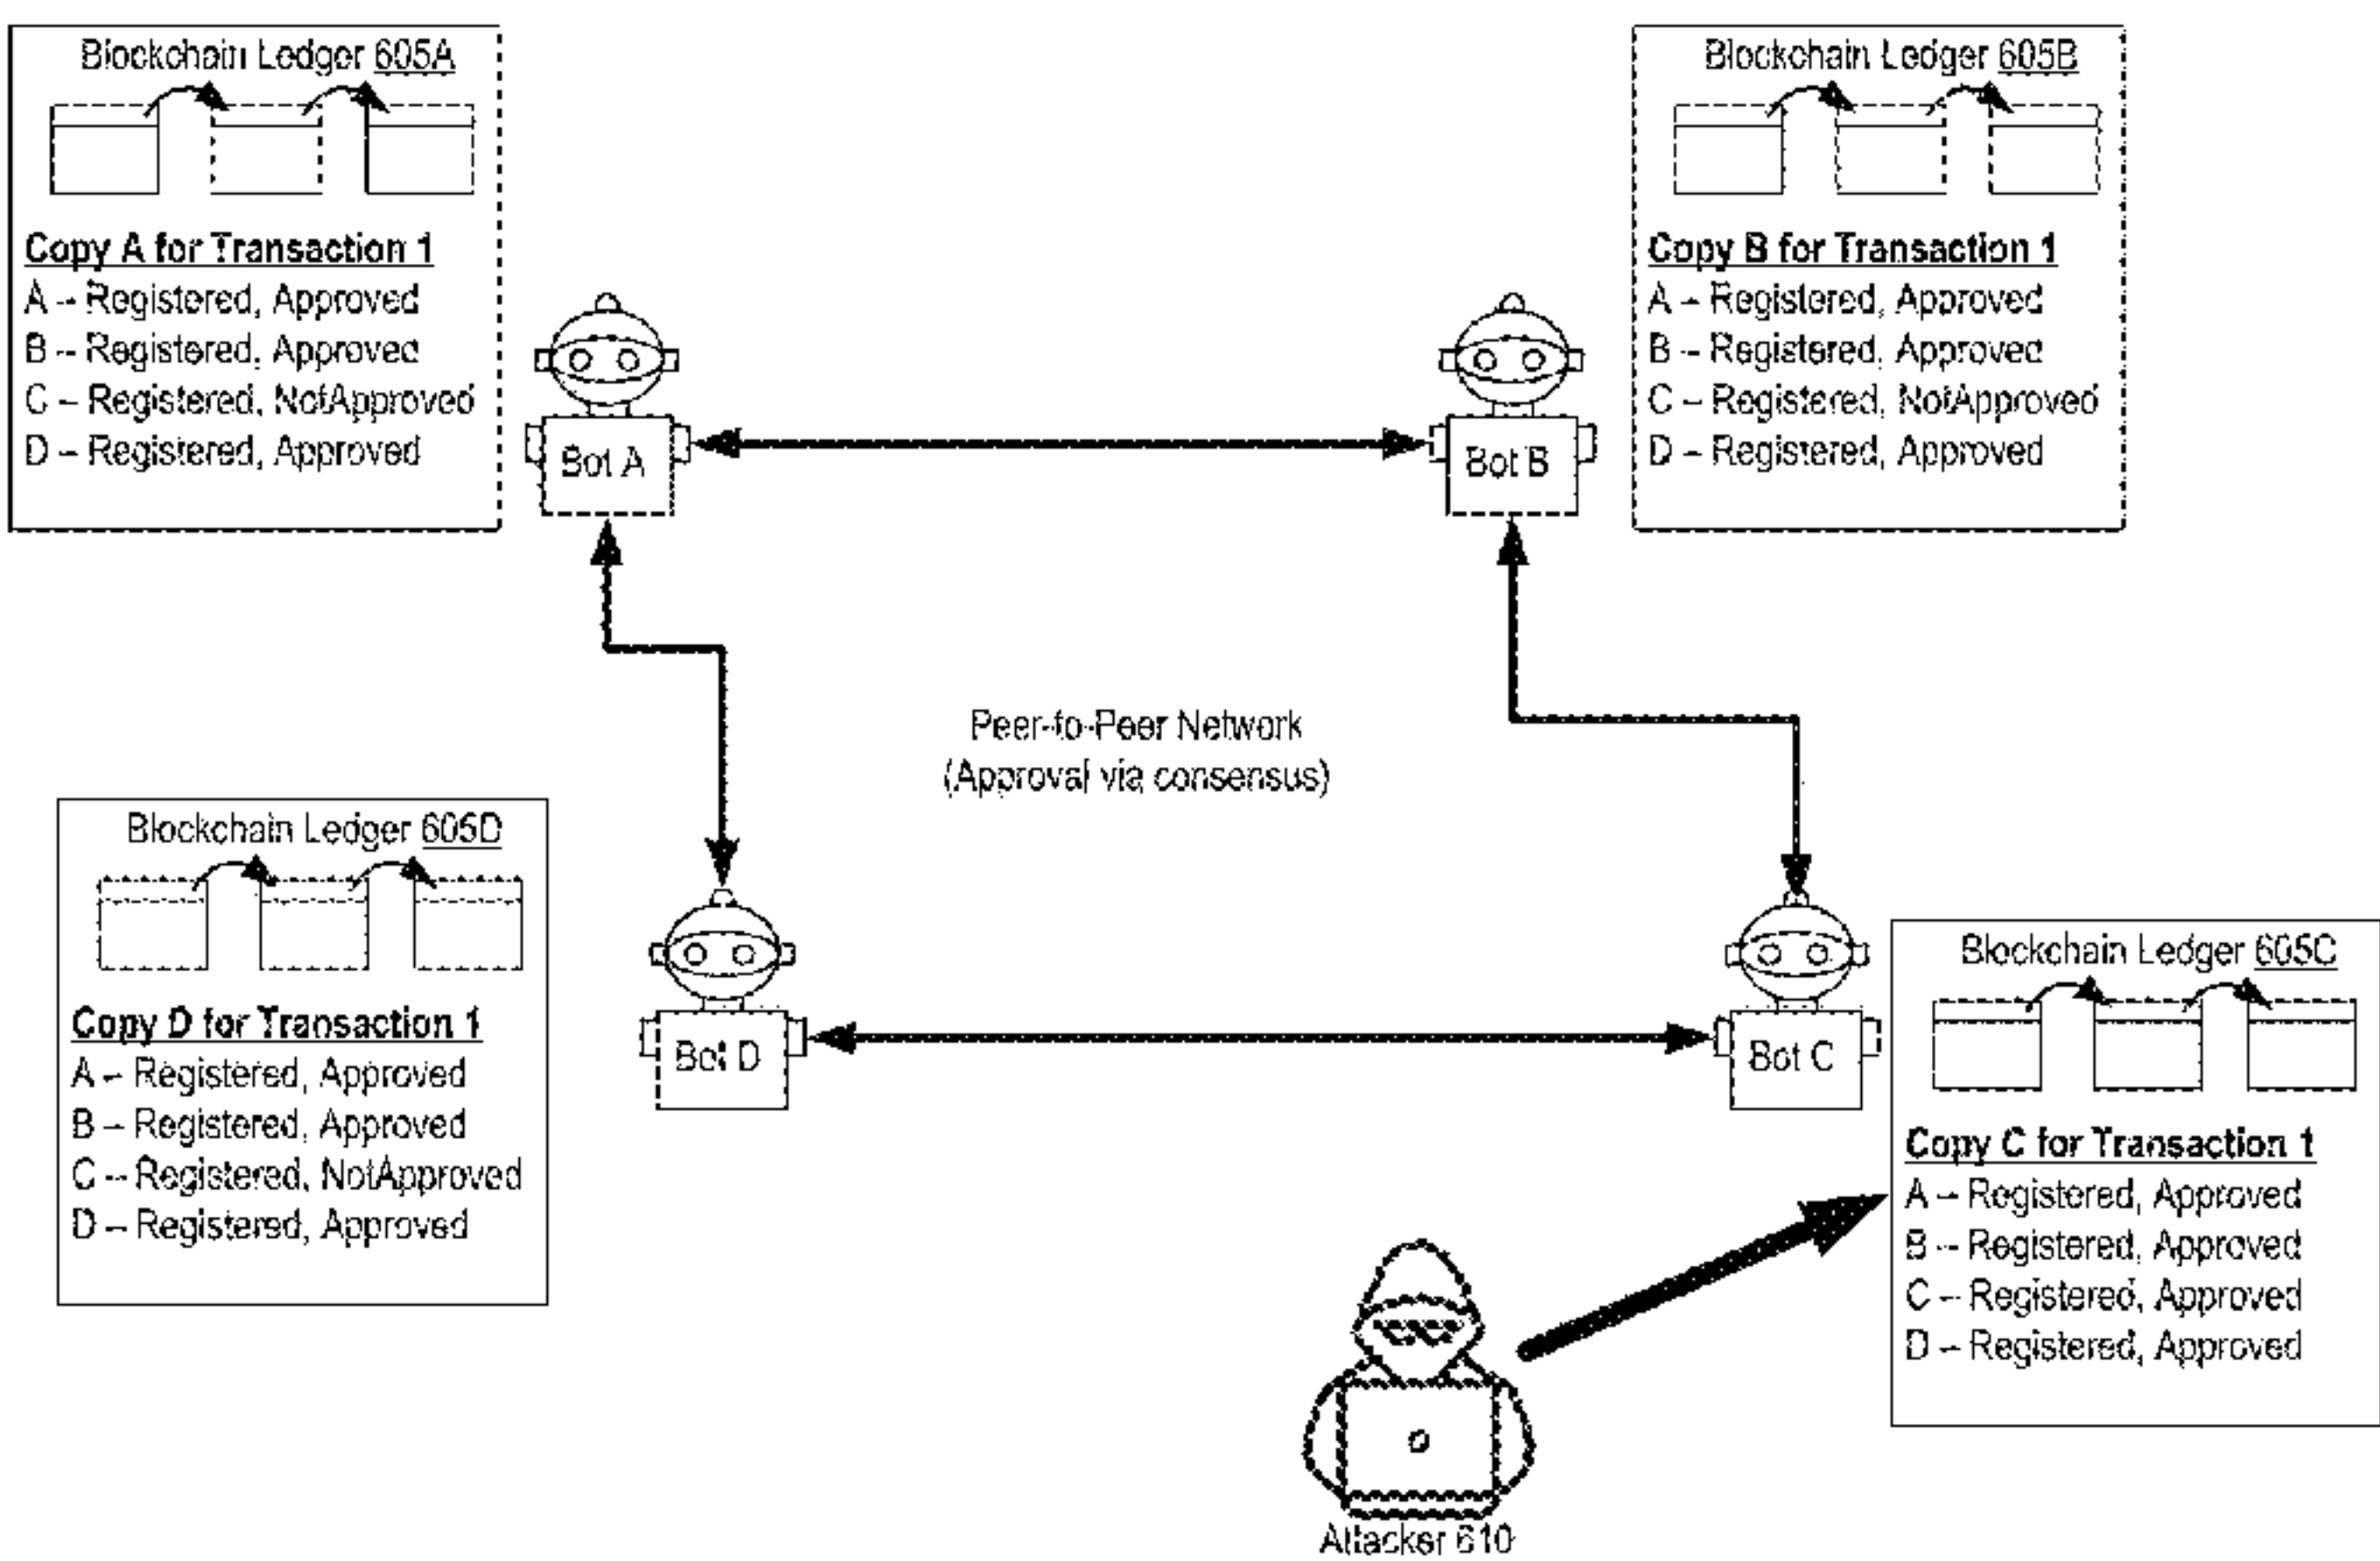 Blockchain Ledger 605A
Copy A for Transaction 1
A – Registered, Approved
B – Registered, Approved
C – Registered, NotApproved
D – Registered, Approved
Blockchain Ledger 605B
Copy B for Transaction 1
A – Registered, Approved
B – Registered, Approved
C – Registered, NotApproved
D – Registered, Approved
Bot A
Bot B
Peer-to-Peer Network
(Approval via consensus)
Blockchain Ledger 605D
Copy D for Transaction 1
A – Registered, Approved
B – Registered, Approved
C – Registered, NotApproved
D – Registered, Approved
Bot D
Bot C
Blockchain Ledger 605C
Copy C for Transaction 1
A – Registered, Approved
B – Registered, Approved
C – Registered, Approved
D – Registered, Approved
Attacker 610